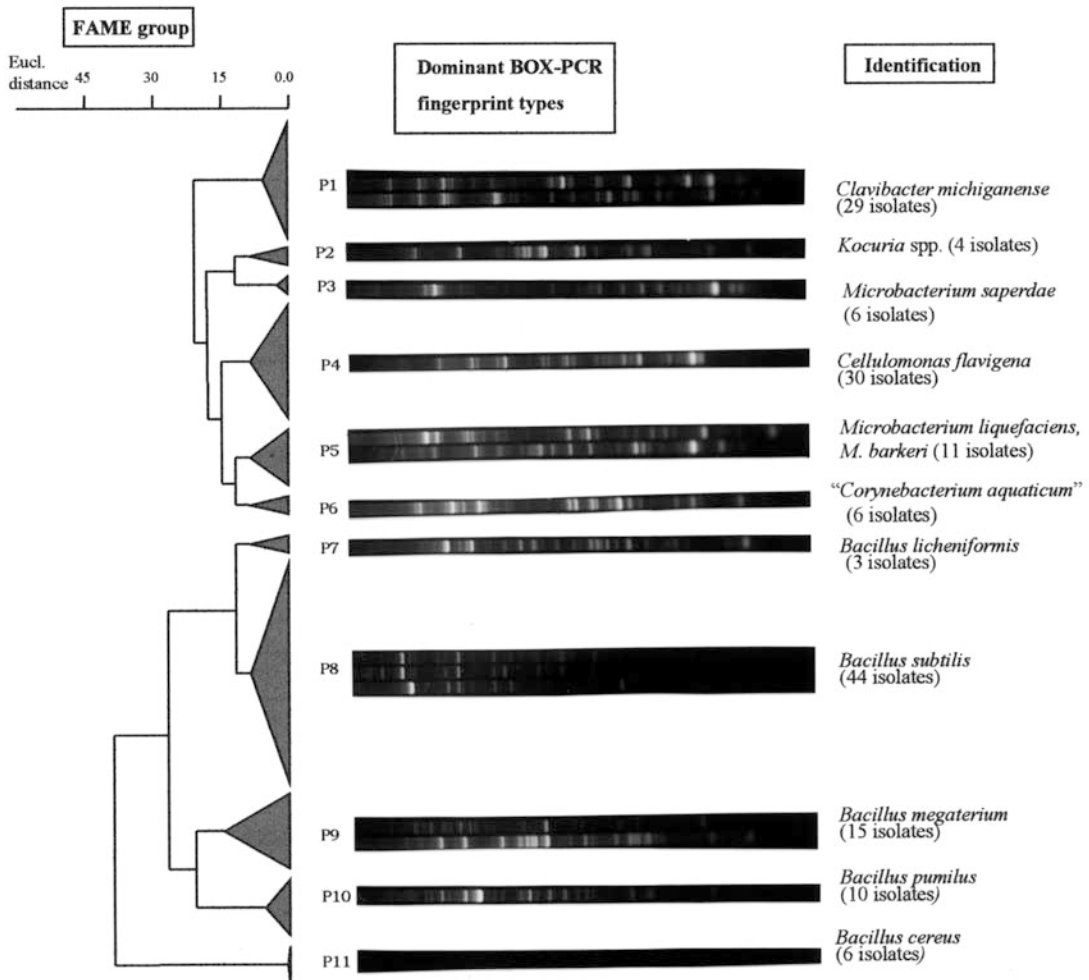 FAME group
Eucl.
distance 45 30 15 0.0
Dominant BOX-PCR
fingerprint types
Identification
P1
Clavibacter michiganense
(29 isolates)
P2
Kocuria spp. (4 isolates)
P3
Microbacterium saperdae
(6 isolates)
P4
Cellulomonas flavigena
(30 isolates)
P5
Microbacterium liquefaciens,
M. barkeri (11 isolates)
P6
“Corynebacterium aquaticum”
(6 isolates)
P7
Bacillus licheniformis
(3 isolates)
P8
Bacillus subtilis
(44 isolates)
P9
Bacillus megaterium
(15 isolates)
P10
Bacillus pumilus
(10 isolates)
P11
Bacillus cereus
(6 isolates)